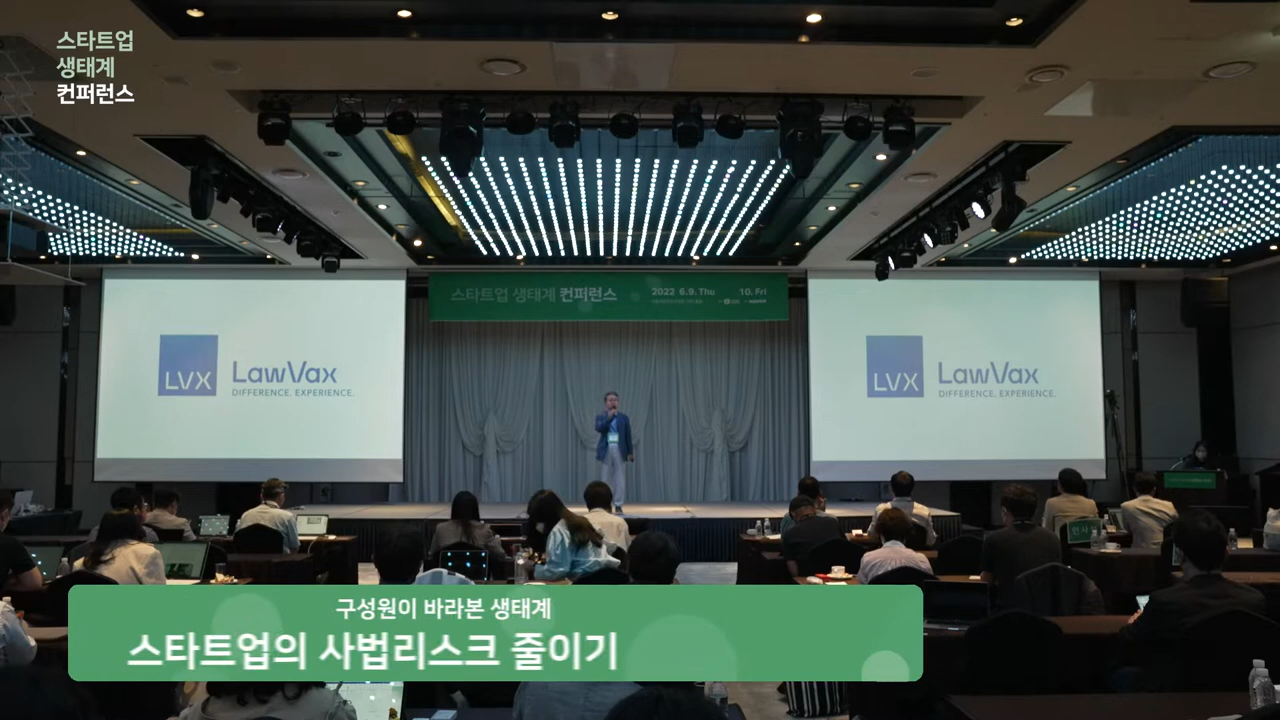 스타트업
생태계
컨퍼런스
스타트업 생태계 컨퍼런스
2022 6.9. Thu
10. Fri
LVX
LawVax
DIFFERENCE. EXPERIENCE.
LVX
LawVax
DIFFERENCE. EXPERIENCE.
구성원이 바라본 생태계
스타트업의 사법리스크 줄이기